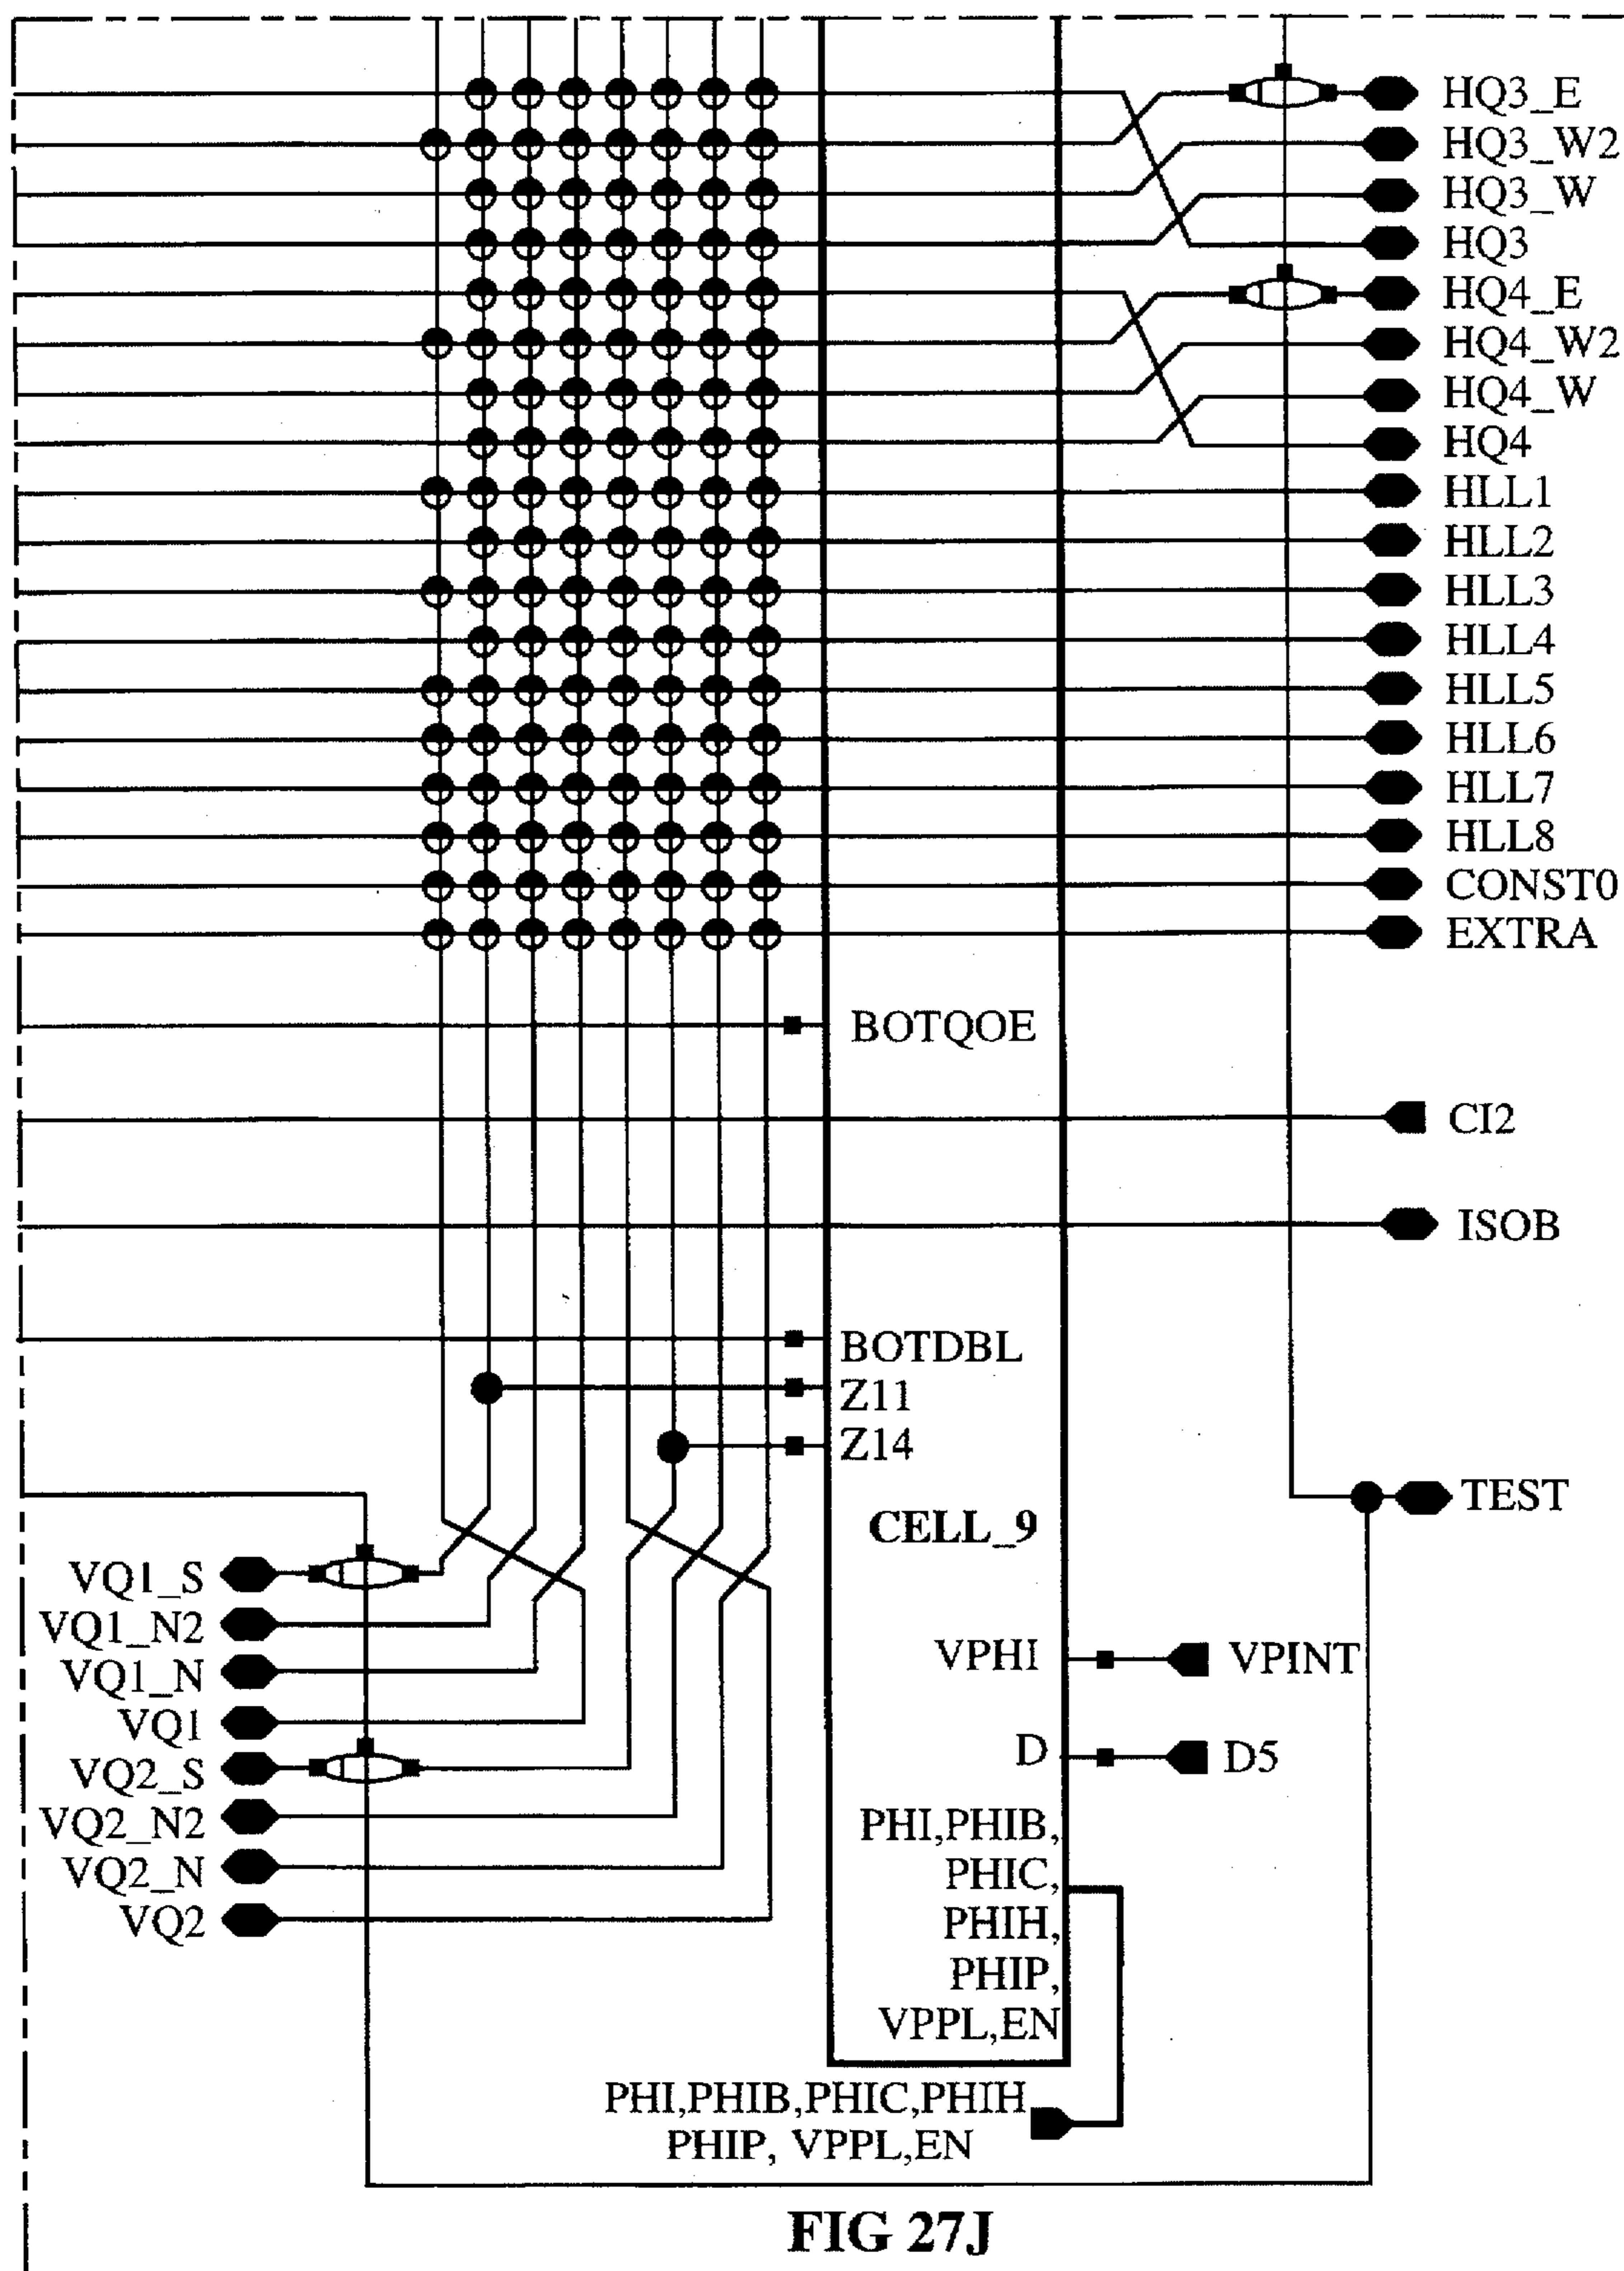 HQ3_E
HQ3_W2
HQ3_W
HQ3
HQ4_E
HQ4_W2
HQ4_W
HQ4
HLL1
HLL2
HLL3
HLL4
HLL5
HLL6
HLL7
HLL8
CONST0
EXTRA
BOTQOE
CI2
ISOB
BOTDBL
Z11
Z14
TEST
CELL_9
VQ1_S
VQ1_N2
VQ1_N
VQ1
VQ2_S
VQ2_N2
VQ2_N
VQ2
VPHI
VPINT
D
D5
PHI,PHIB,
PHIC,
PHIH,
PHIP,
VPPL,EN
PHI,PHIB,PHIC,PHIH
PHIP, VPPL,EN
FIG 27J